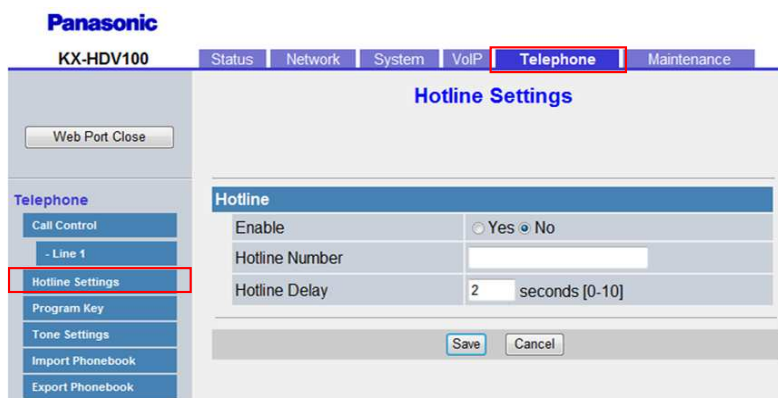 Panasonic
KX-HDV100
Status Network System VoIP Telephone Maintenance
Hotline Settings
Web Port Close
Telephone
Call Control
- Line 1
Hotline Settings
Program Key
Tone Settings
Import Phonebook
Export Phonebook
Hotline
Enable Yes No
Hotline Number
Hotline Delay 2 seconds [0-10]
Save Cancel